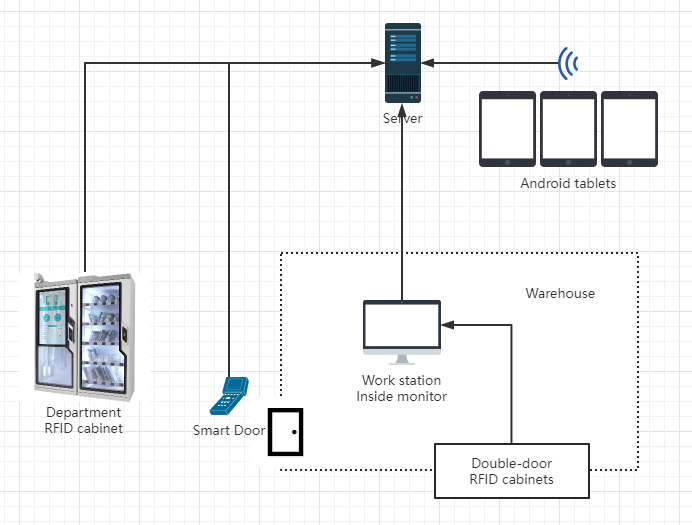 Server
Android tablets
Warehouse
Work station
Inside monitor
Department
RFID cabinet
Smart Door
Double-door
RFID cabinets